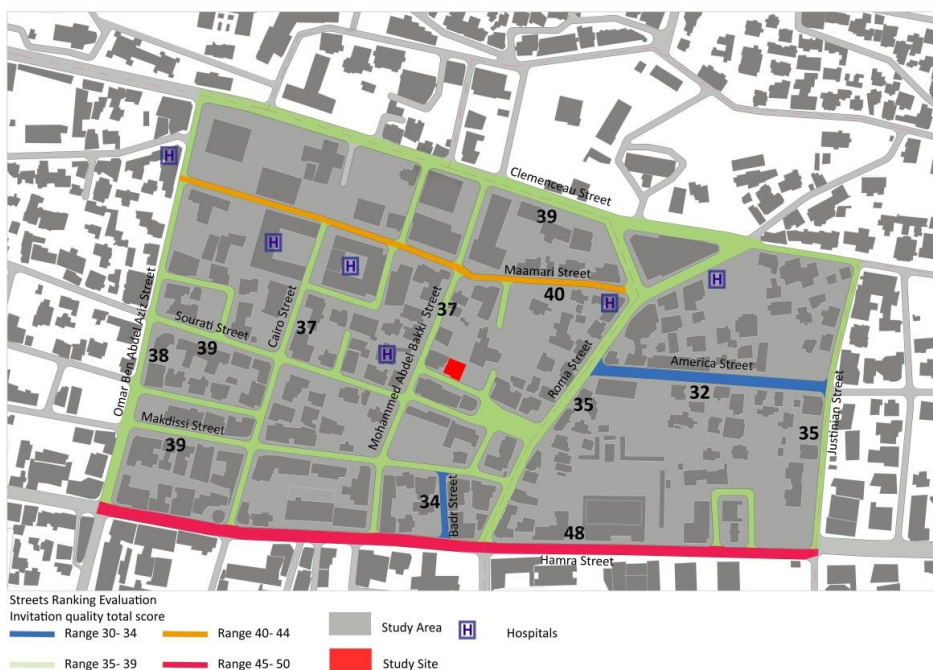 H
Clemenceau Street
39
H
H
H
Maamari Street
40
H
H
Omar Ben Abdel Aziz Street
38
Sourati Street
39
Cairo Street
37
H
Mohammed Abdel Bakki Street
37
Roma Street
35
America Street
32
Justinian Street
35
Makdissi Street
39
34
Badr Street
48
Hamra Street
Streets Ranking Evaluation
Invitation quality total score
Range 30- 34
Range 40- 44
Study Area
H
Hospitals
Range 35- 39
Range 45- 50
Study Site